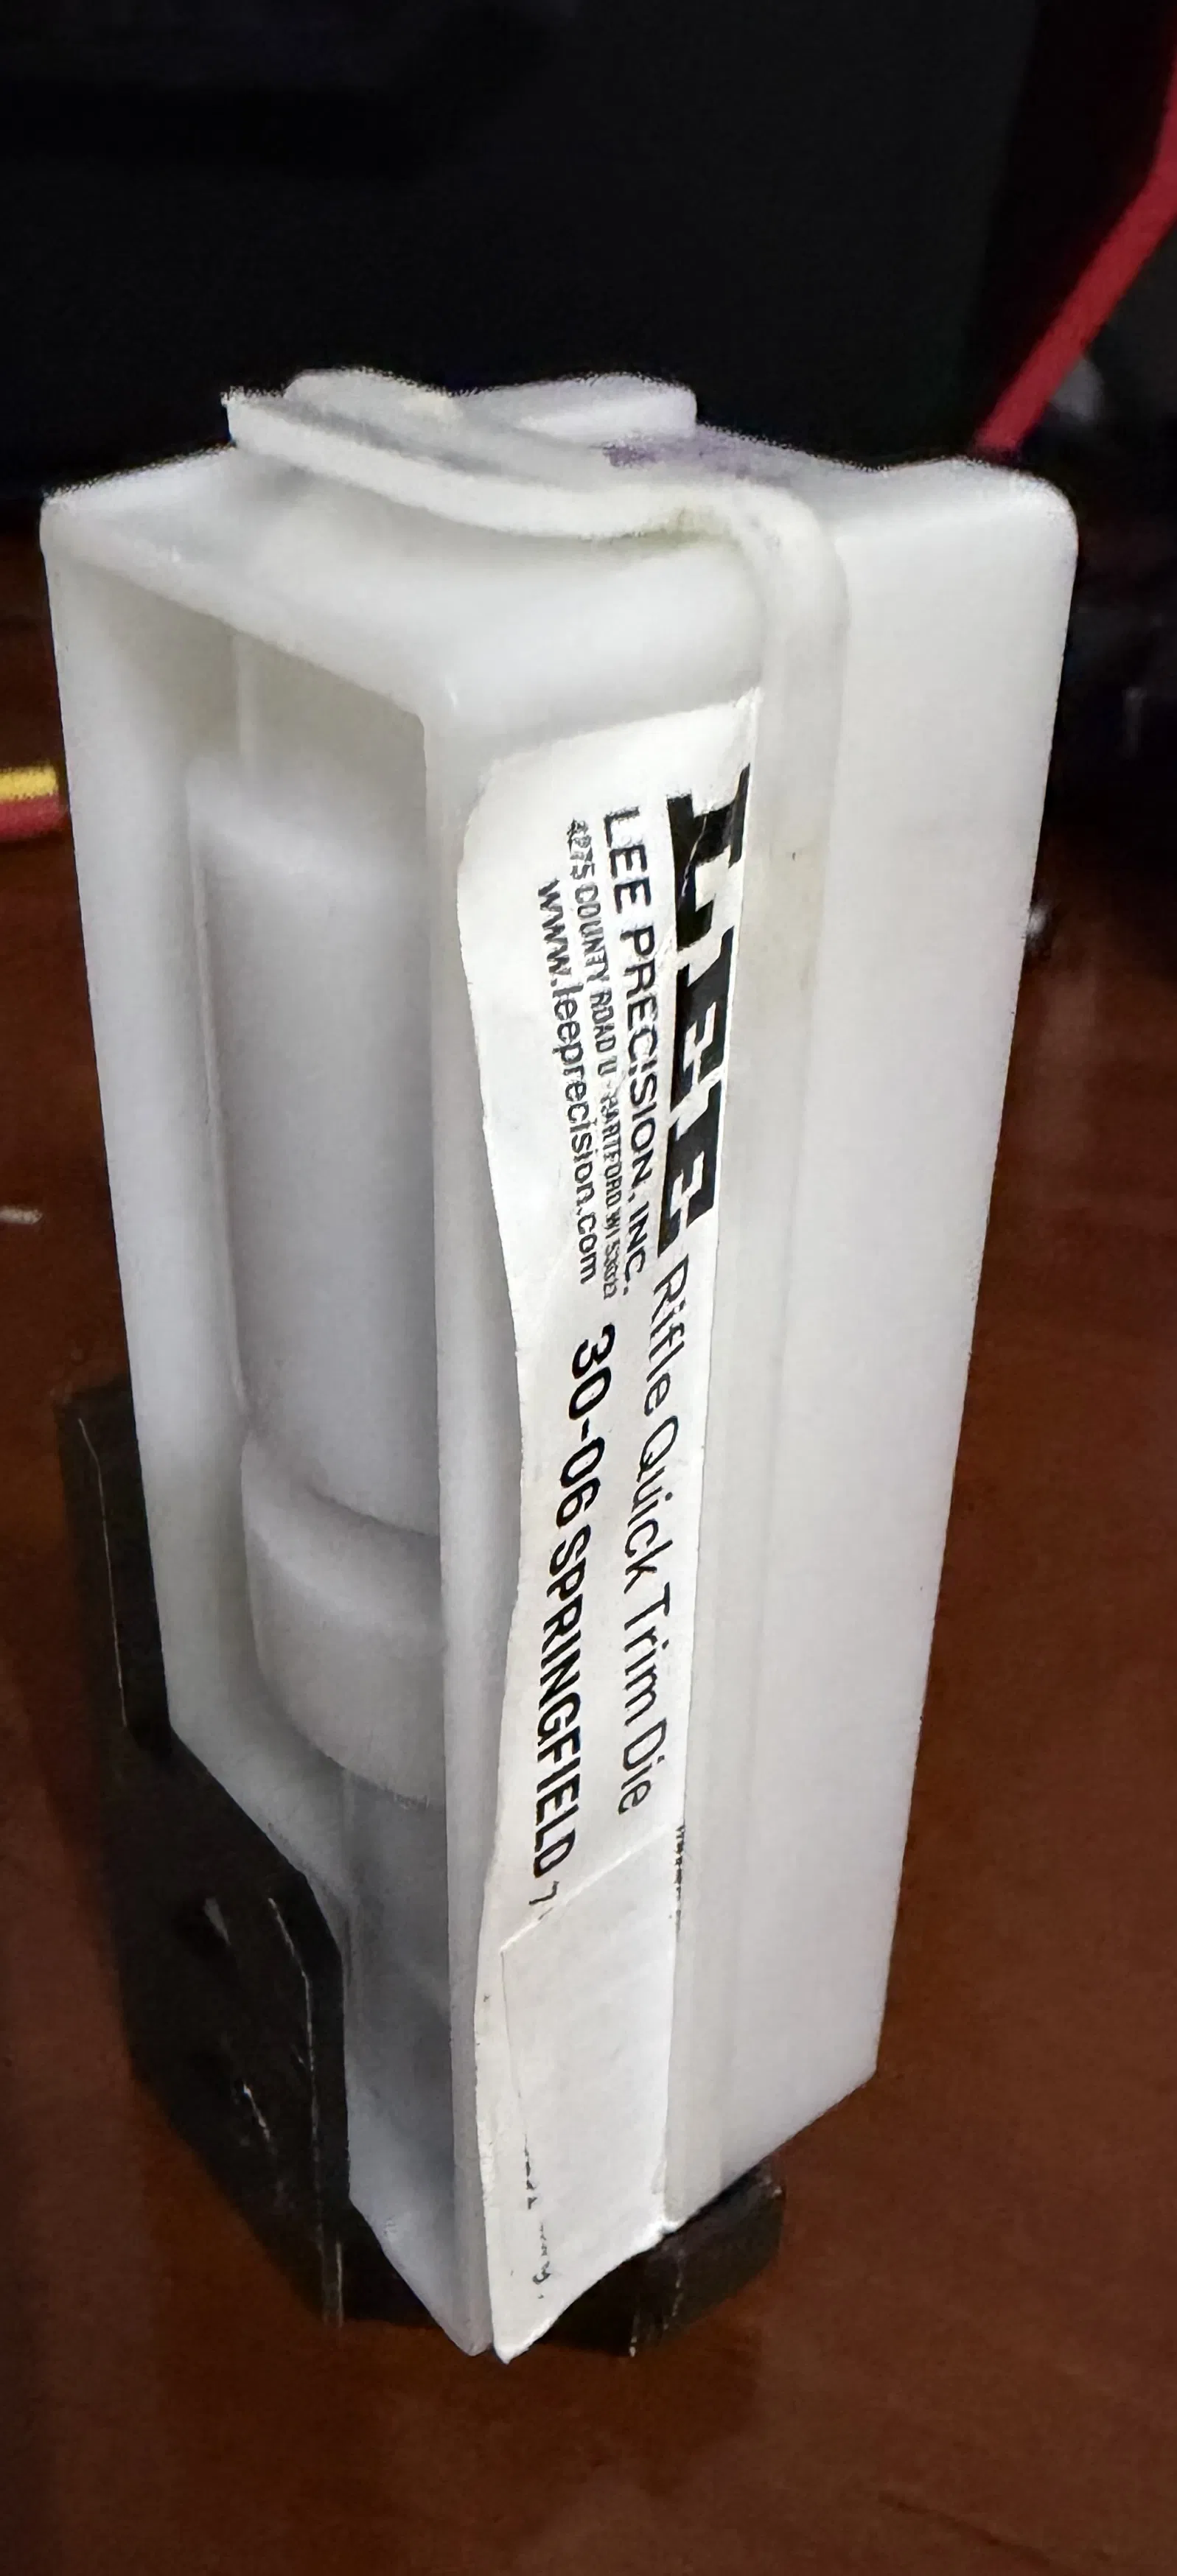 LEE Rifle Quick Trim Die
LEE PRECISION, INC.
4275 COUNTY ROAD U - HARTFORD WI
www.leeprecision.com
30-06 SPRINGFIELD